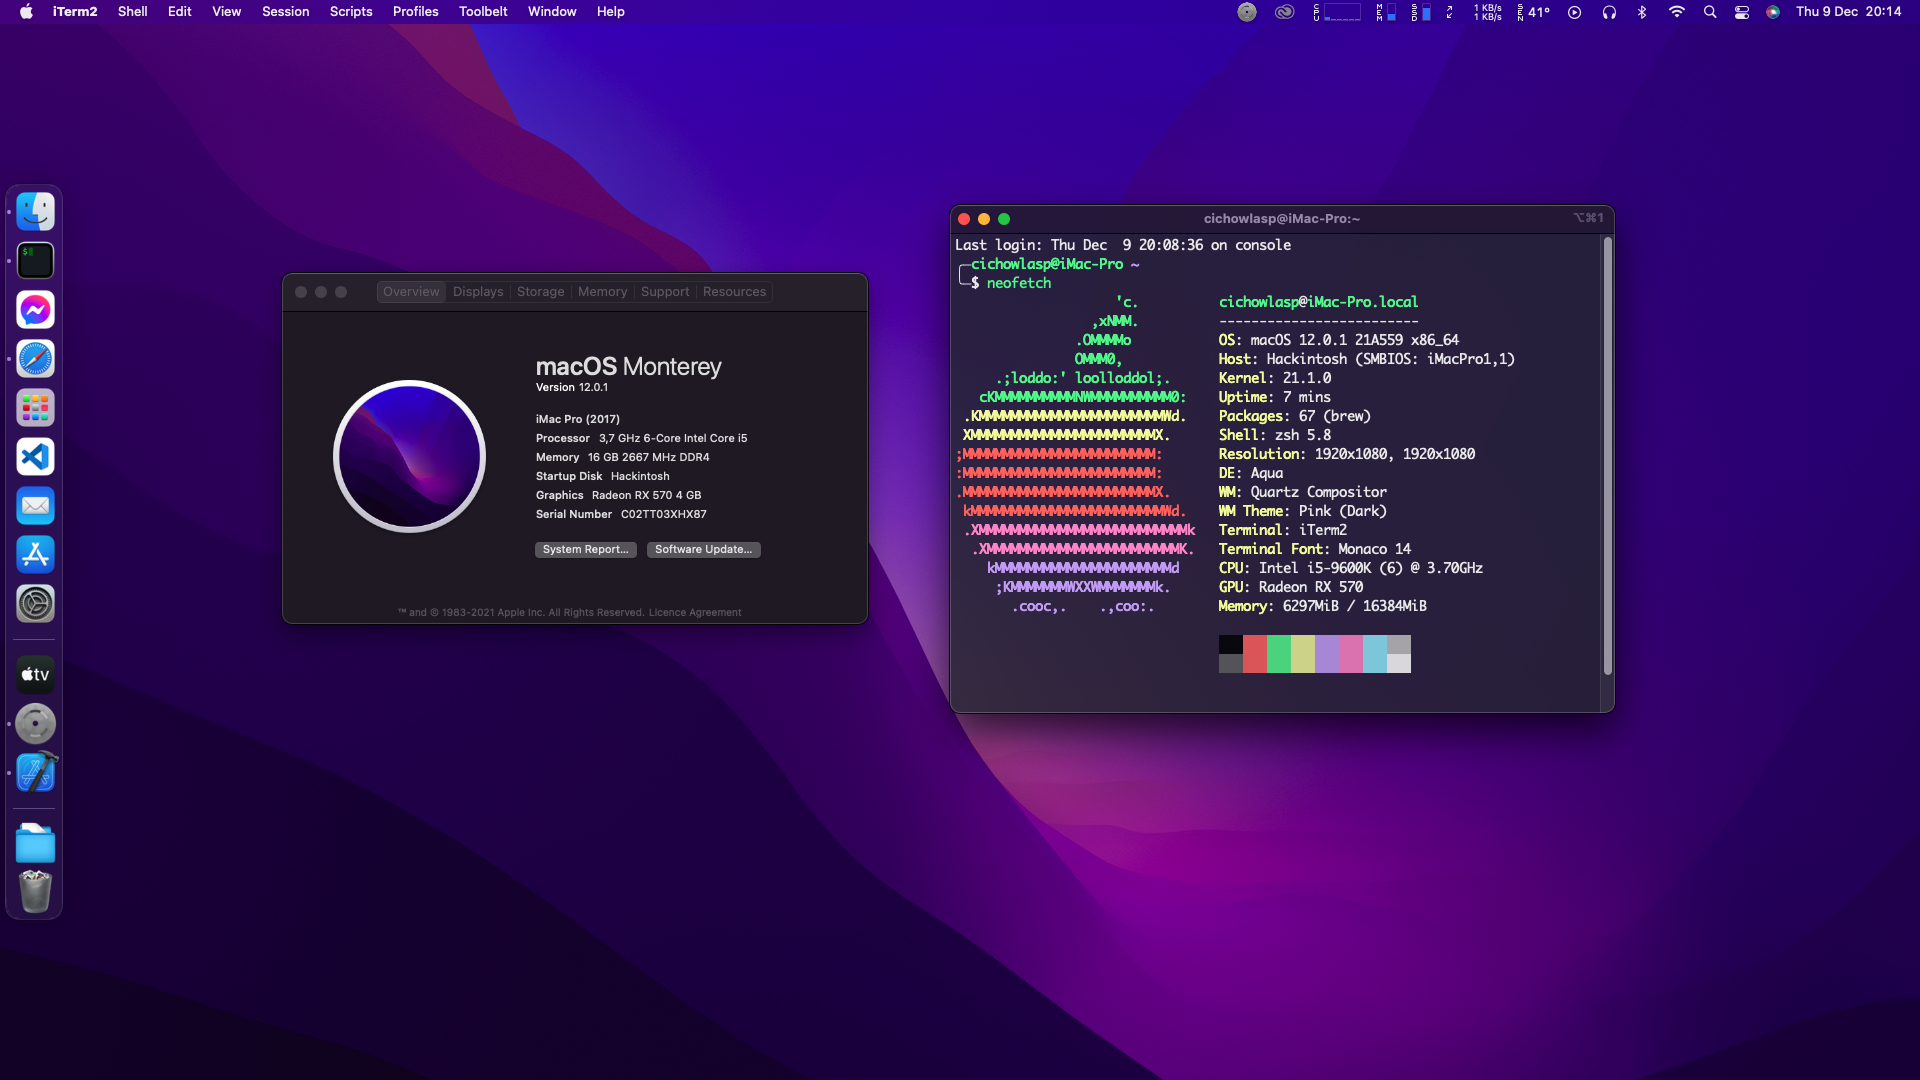 iTerm2 Shell Edit View Session Scripts Profiles Toolbelt Window Help
CPU MEM SSD 1 KB/s 1 KB/s SEN 41° Thu 9 Dec 20:14
tv
Overview Displays Storage Memory Support Resources
macOS Monterey
Version 12.0.1
iMac Pro (2017)
Processor 3,7 GHz 6-Core Intel Core i5
Memory 16 GB 2667 MHz DDR4
Startup Disk Hackintosh
Graphics Radeon RX 570 4 GB
Serial Number C02TT03XHX87
System Report... Software Update...
™ and © 1983-2021 Apple Inc. All Rights Reserved. Licence Agreement
cichowlasp@iMac-Pro:~ ⌥⌘1
Last login: Thu Dec  9 20:08:36 on console
cichowlasp@iMac-Pro ~
$ neofetch
'c. cichowlasp@iMac-Pro.local
,xNMM. -------------------------
.OMMMMo OS: macOS 12.0.1 21A559 x86_64
OMMM0, Host: Hackintosh (SMBIOS: iMacPro1,1)
.;loddo:' loolloddol;. Kernel: 21.1.0
cKMMMMMMMMMMNWMMMMMMMMMM0: Uptime: 7 mins
.KMMMMMMMMMMMMMMMMMMMMMMMWd. Packages: 67 (brew)
XMMMMMMMMMMMMMMMMMMMMMMMX. Shell: zsh 5.8
;MMMMMMMMMMMMMMMMMMMMMMMM: Resolution: 1920x1080, 1920x1080
:MMMMMMMMMMMMMMMMMMMMMMMM: DE: Aqua
.MMMMMMMMMMMMMMMMMMMMMMMMX. WM: Quartz Compositor
kMMMMMMMMMMMMMMMMMMMMMMMMWd. WM Theme: Pink (Dark)
.XMMMMMMMMMMMMMMMMMMMMMMMMMMk Terminal: iTerm2
.XMMMMMMMMMMMMMMMMMMMMMMMMK. Terminal Font: Monaco 14
kMMMMMMMMMMMMMMMMMMMMMMd CPU: Intel i5-9600K (6) @ 3.70GHz
;KMMMMMMMWXXWMMMMMMMk. GPU: Radeon RX 570
.cooc,.    .,coo:. Memory: 6297MiB / 16384MiB